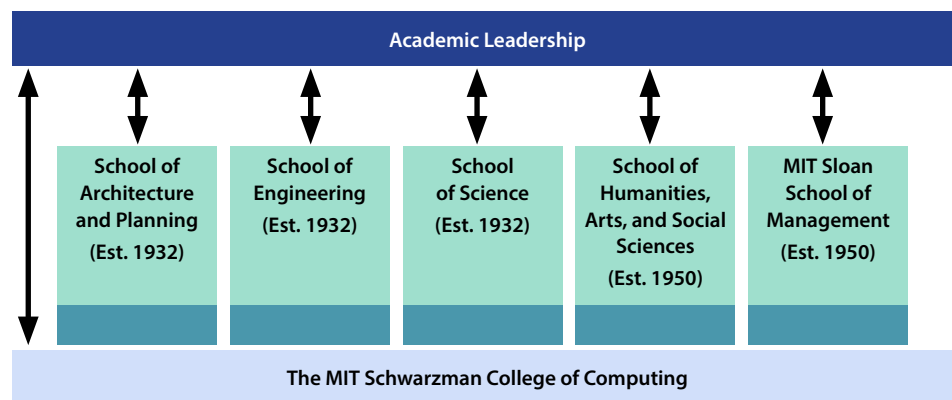 Academic Leadership
School of
Architecture
and Planning
(Est. 1932)
School of
Engineering
(Est. 1932)
School
of Science
(Est. 1932)
School of
Humanities,
Arts, and Social
Sciences
(Est. 1950)
MIT Sloan
School of
Management
(Est. 1950)
The MIT Schwarzman College of Computing